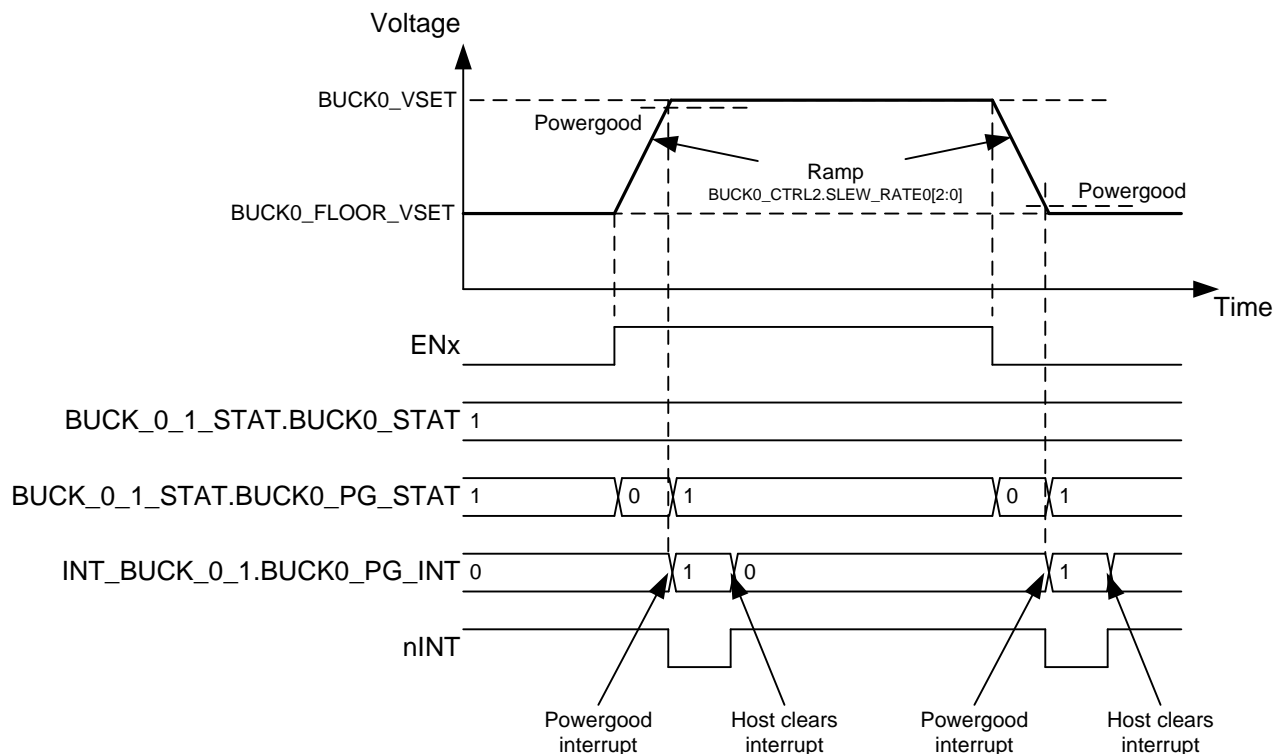 Voltage
BUCK0_VSET
Powergood
Ramp
BUCK0_CTRL2.SLEW_RATE0[2:0]
Powergood
BUCK0_FLOOR_VSET
Time
ENx
BUCK_0_1_STAT.BUCK0_STAT 1
BUCK_0_1_STAT.BUCK0_PG_STAT 1 0 1 0 1
INT_BUCK_0_1.BUCK0_PG_INT 0 1 0 1
nINT
Powergood
interrupt
Host clears
interrupt
Powergood
interrupt
Host clears
interrupt